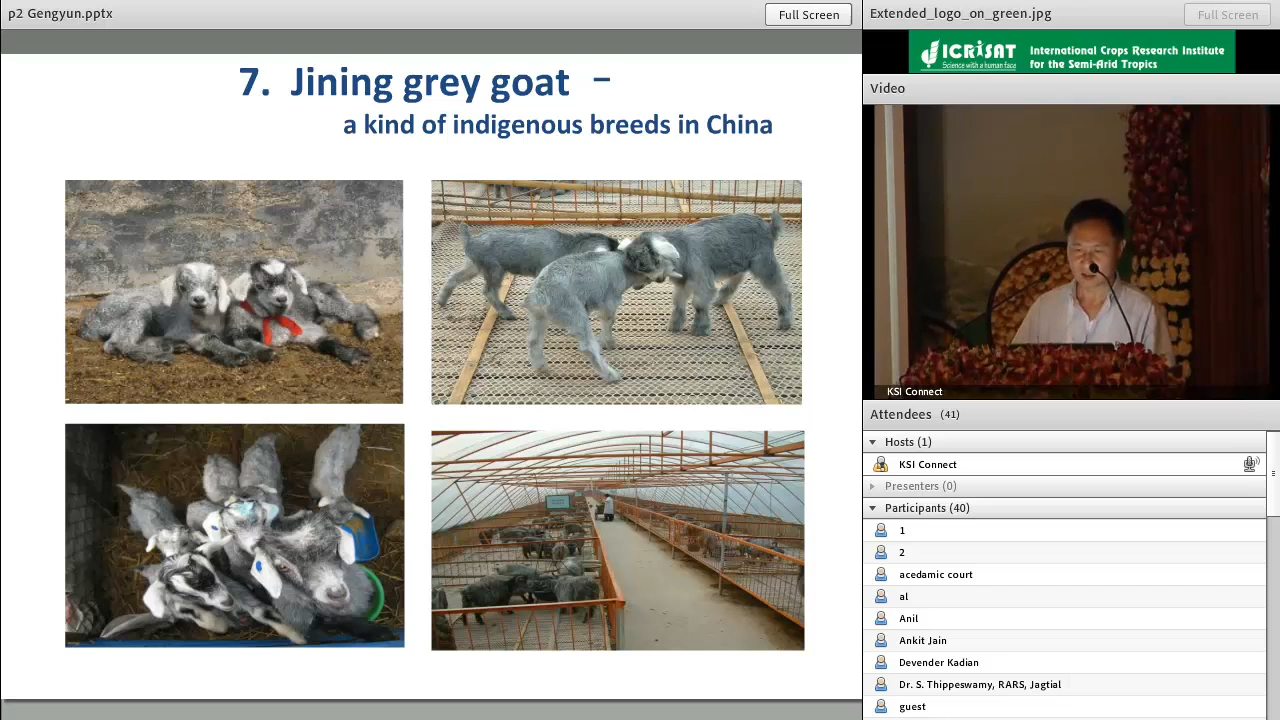 p2 Gengyun.pptx
Full Screen
7. Jining grey goat –
a kind of indigenous breeds in China
Extended_logo_on_green.jpg
Full Screen
ICRISAT
Science with a human face
International Crops Research Institute
for the Semi-Arid Tropics
Video
KSI Connect
Attendees (41)
Hosts (1)
KSI Connect
Presenters (0)
Participants (40)
1
2
acedamic court
al
Anil
Ankit Jain
Devender Kadian
Dr. S. Thippeswamy, RARS, Jagtial
guest